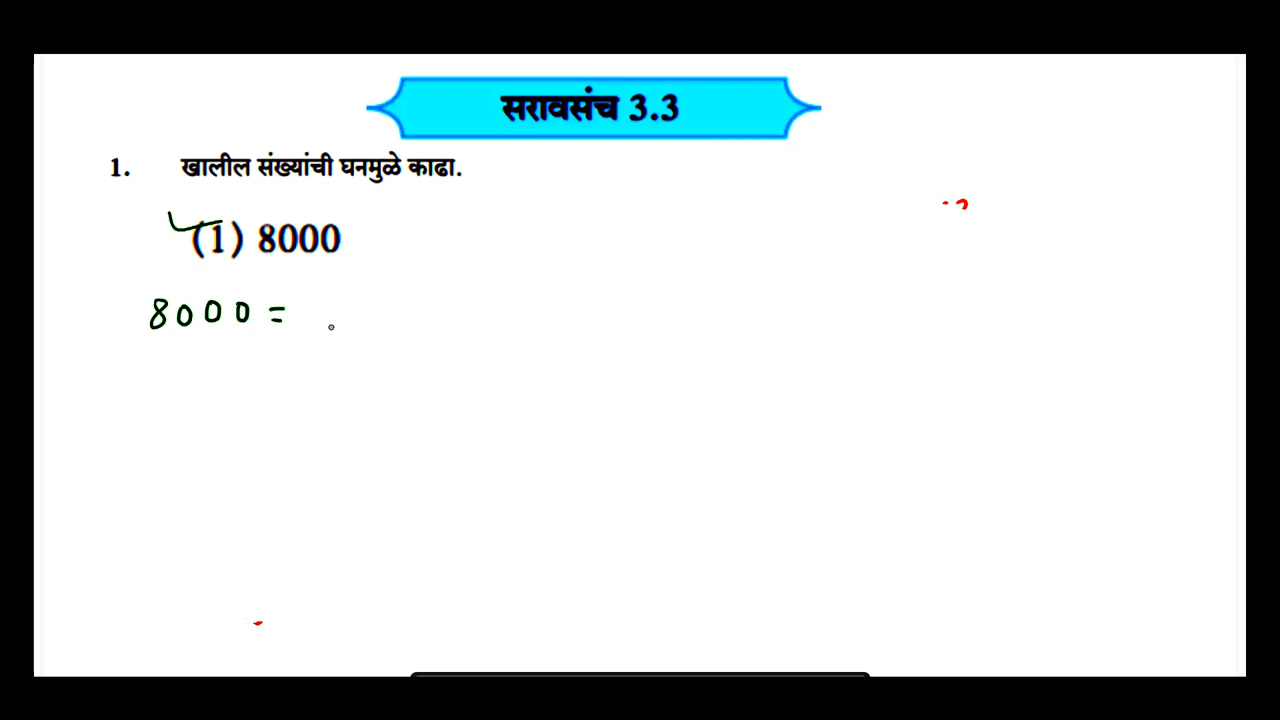 सरावसंच 3.3
1. खालील संख्यांची घनमुळे काढा.
(1) 8000
8000 =